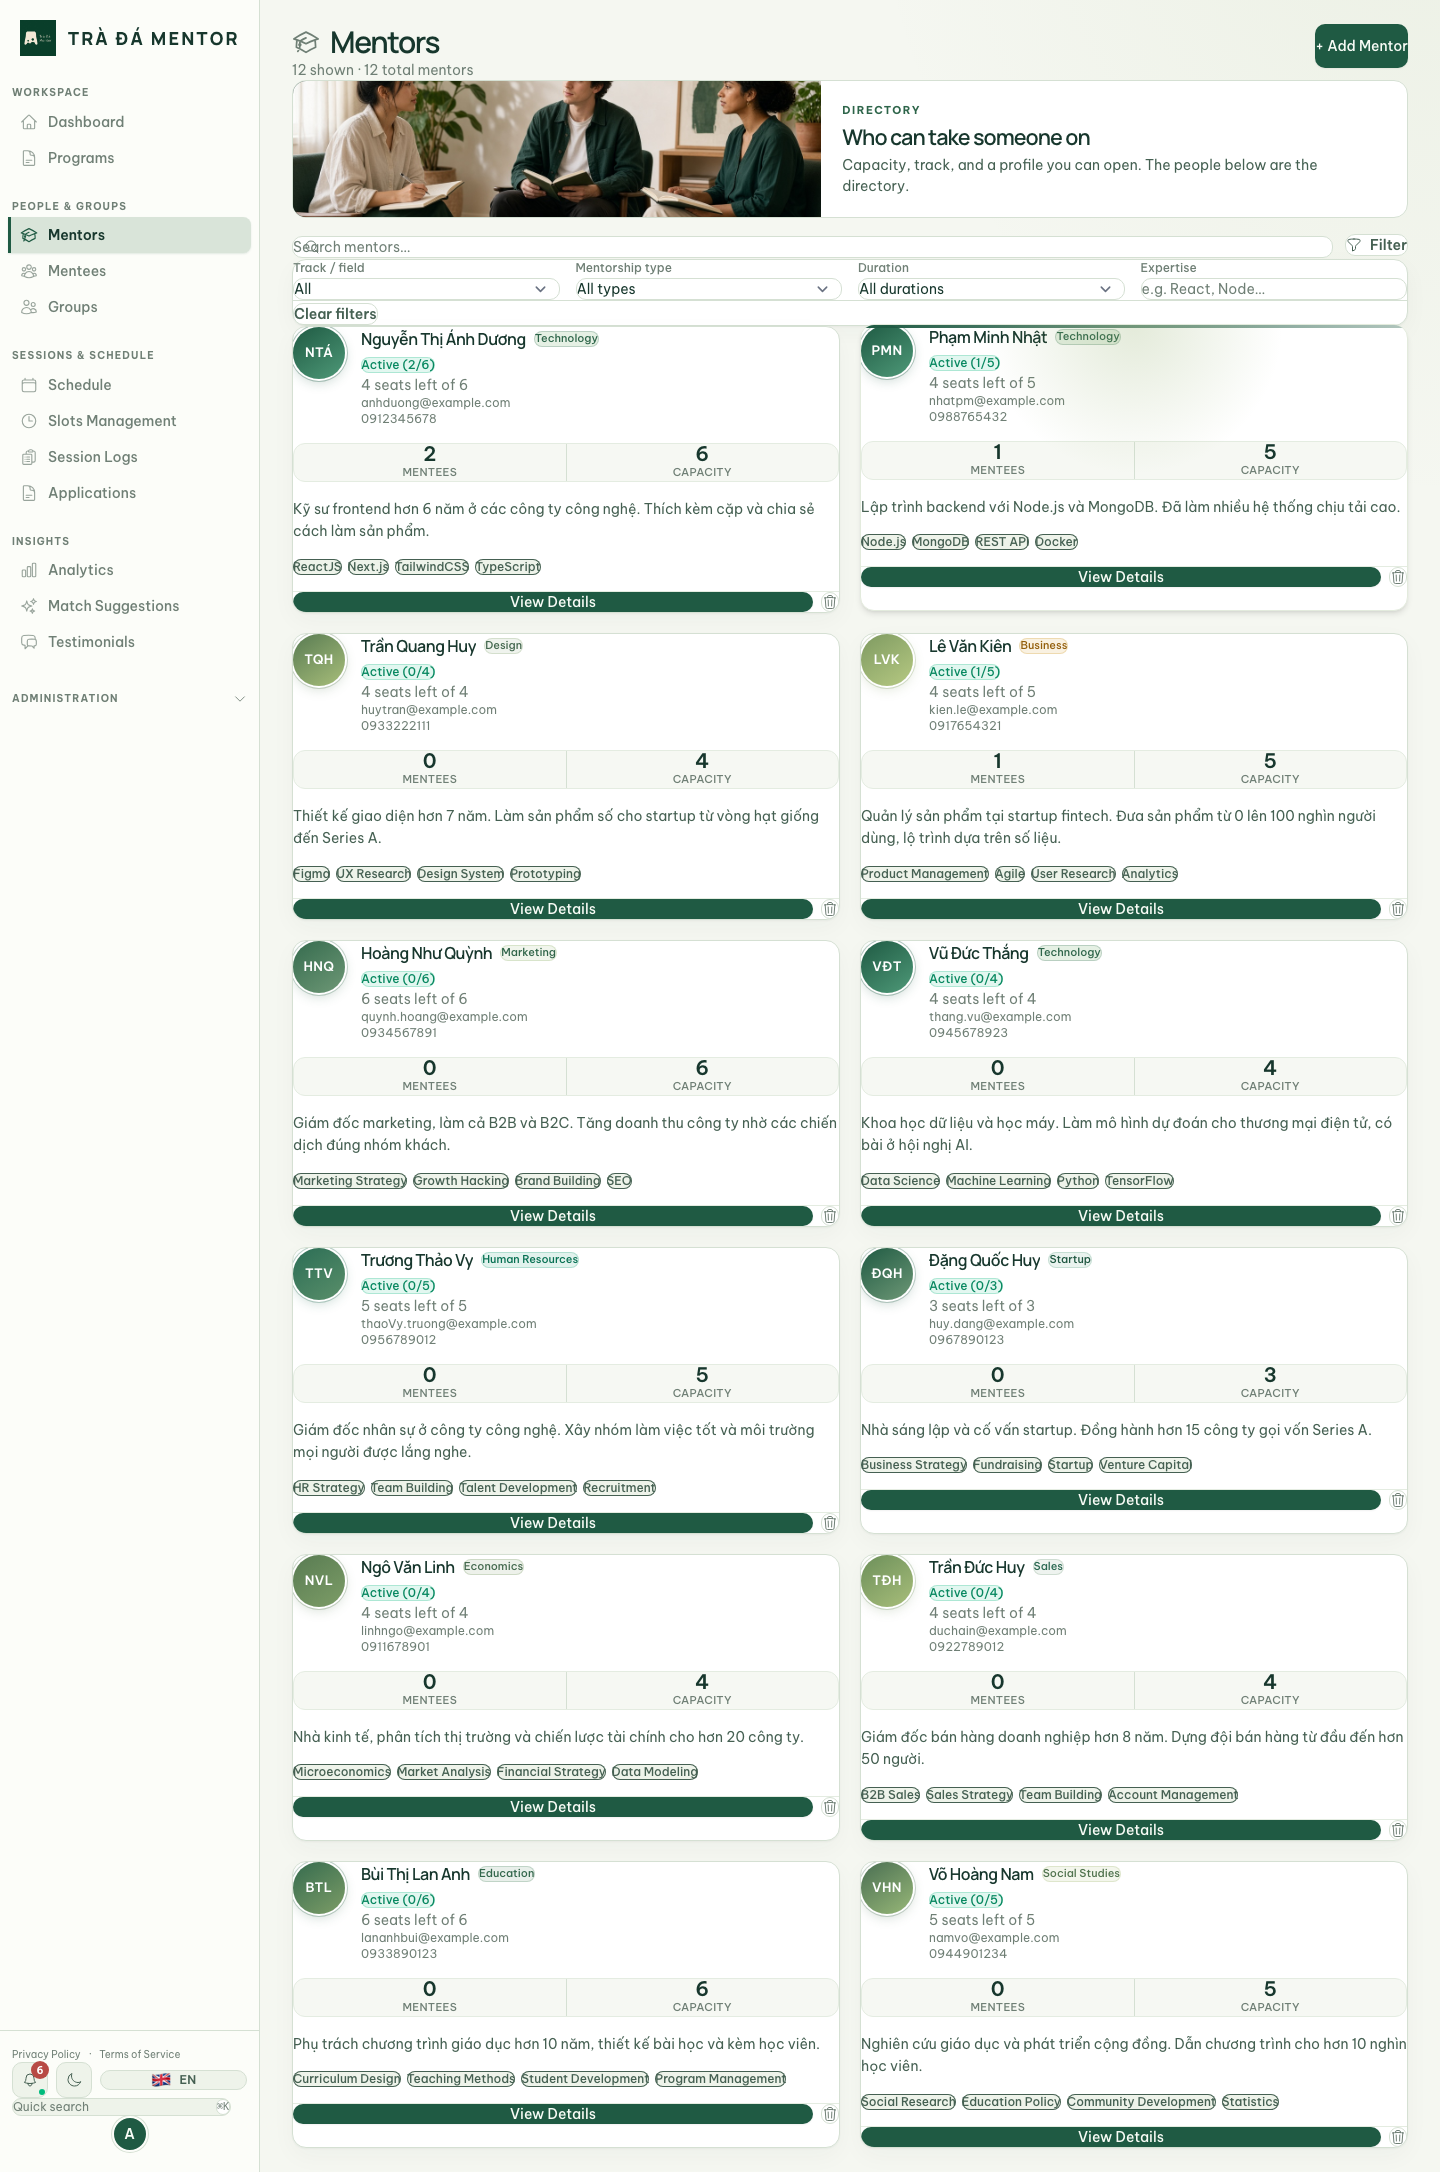 TRÀ ĐÁ MENTOR
WORKSPACE
Dashboard
Programs
PEOPLE & GROUPS
Mentors
Mentees
Groups
SESSIONS & SCHEDULE
Schedule
Slots Management
Session Logs
Applications
INSIGHTS
Analytics
Match Suggestions
Testimonials
ADMINISTRATION
Privacy Policy · Terms of Service
6
EN
Quick search ⌘K
A
Mentors
12 shown · 12 total mentors
+ Add Mentor
DIRECTORY
Who can take someone on
Capacity, track, and a profile you can open. The people below are the
directory.
Search mentors...
Filter
Track / field Mentorship type Duration Expertise
All All types All durations e.g. React, Node...
Clear filters
NTÁ
Nguyễn Thị Ánh Dương Technology
Active (2/6)
4 seats left of 6
anhduong@example.com
0912345678
2 6
MENTEES CAPACITY
Kỹ sư frontend hơn 6 năm ở các công ty công nghệ. Thích kèm cặp và chia sẻ
cách làm sản phẩm.
ReactJS Next.js TailwindCSS TypeScript
View Details
PMN
Phạm Minh Nhật Technology
Active (1/5)
4 seats left of 5
nhatpm@example.com
0988765432
1 5
MENTEES CAPACITY
Lập trình backend với Node.js và MongoDB. Đã làm nhiều hệ thống chịu tải cao.
Node.js MongoDB REST API Docker
View Details
TQH
Trần Quang Huy Design
Active (0/4)
4 seats left of 4
huytran@example.com
0933222111
0 4
MENTEES CAPACITY
Thiết kế giao diện hơn 7 năm. Làm sản phẩm số cho startup từ vòng hạt giống
đến Series A.
Figma UX Research Design System Prototyping
View Details
LVK
Lê Văn Kiên Business
Active (1/5)
4 seats left of 5
kien.le@example.com
0917654321
1 5
MENTEES CAPACITY
Quản lý sản phẩm tại startup fintech. Đưa sản phẩm từ 0 lên 100 nghìn người
dùng, lộ trình dựa trên số liệu.
Product Management Agile User Research Analytics
View Details
HNQ
Hoàng Như Quỳnh Marketing
Active (0/6)
6 seats left of 6
quynh.hoang@example.com
0934567891
0 6
MENTEES CAPACITY
Giám đốc marketing, làm cả B2B và B2C. Tăng doanh thu công ty nhờ các chiến
dịch đúng nhóm khách.
Marketing Strategy Growth Hacking Brand Building SEO
View Details
VĐT
Vũ Đức Thắng Technology
Active (0/4)
4 seats left of 4
thang.vu@example.com
0945678923
0 4
MENTEES CAPACITY
Khoa học dữ liệu và học máy. Làm mô hình dự đoán cho thương mại điện tử, có
bài ở hội nghị AI.
Data Science Machine Learning Python TensorFlow
View Details
TTV
Trương Thảo Vy Human Resources
Active (0/5)
5 seats left of 5
thaoVy.truong@example.com
0956789012
0 5
MENTEES CAPACITY
Giám đốc nhân sự ở công ty công nghệ. Xây nhóm làm việc tốt và môi trường
mọi người được lắng nghe.
HR Strategy Team Building Talent Development Recruitment
View Details
ĐQH
Đặng Quốc Huy Startup
Active (0/3)
3 seats left of 3
huy.dang@example.com
0967890123
0 3
MENTEES CAPACITY
Nhà sáng lập và cố vấn startup. Đồng hành hơn 15 công ty gọi vốn Series A.
Business Strategy Fundraising Startup Venture Capital
View Details
NVL
Ngô Văn Linh Economics
Active (0/4)
4 seats left of 4
linhngo@example.com
0911678901
0 4
MENTEES CAPACITY
Nhà kinh tế, phân tích thị trường và chiến lược tài chính cho hơn 20 công ty.
Microeconomics Market Analysis Financial Strategy Data Modeling
View Details
TĐH
Trần Đức Huy Sales
Active (0/4)
4 seats left of 4
duchain@example.com
0922789012
0 4
MENTEES CAPACITY
Giám đốc bán hàng doanh nghiệp hơn 8 năm. Dựng đội bán hàng từ đầu đến hơn
50 người.
B2B Sales Sales Strategy Team Building Account Management
View Details
BTL
Bùi Thị Lan Anh Education
Active (0/6)
6 seats left of 6
lananhbui@example.com
0933890123
0 6
MENTEES CAPACITY
Phụ trách chương trình giáo dục hơn 10 năm, thiết kế bài học và kèm học viên.
Curriculum Design Teaching Methods Student Development Program Management
View Details
VHN
Võ Hoàng Nam Social Studies
Active (0/5)
5 seats left of 5
namvo@example.com
0944901234
0 5
MENTEES CAPACITY
Nghiên cứu giáo dục và phát triển cộng đồng. Dẫn chương trình cho hơn 10 nghìn
học viên.
Social Research Education Policy Community Development Statistics
View Details